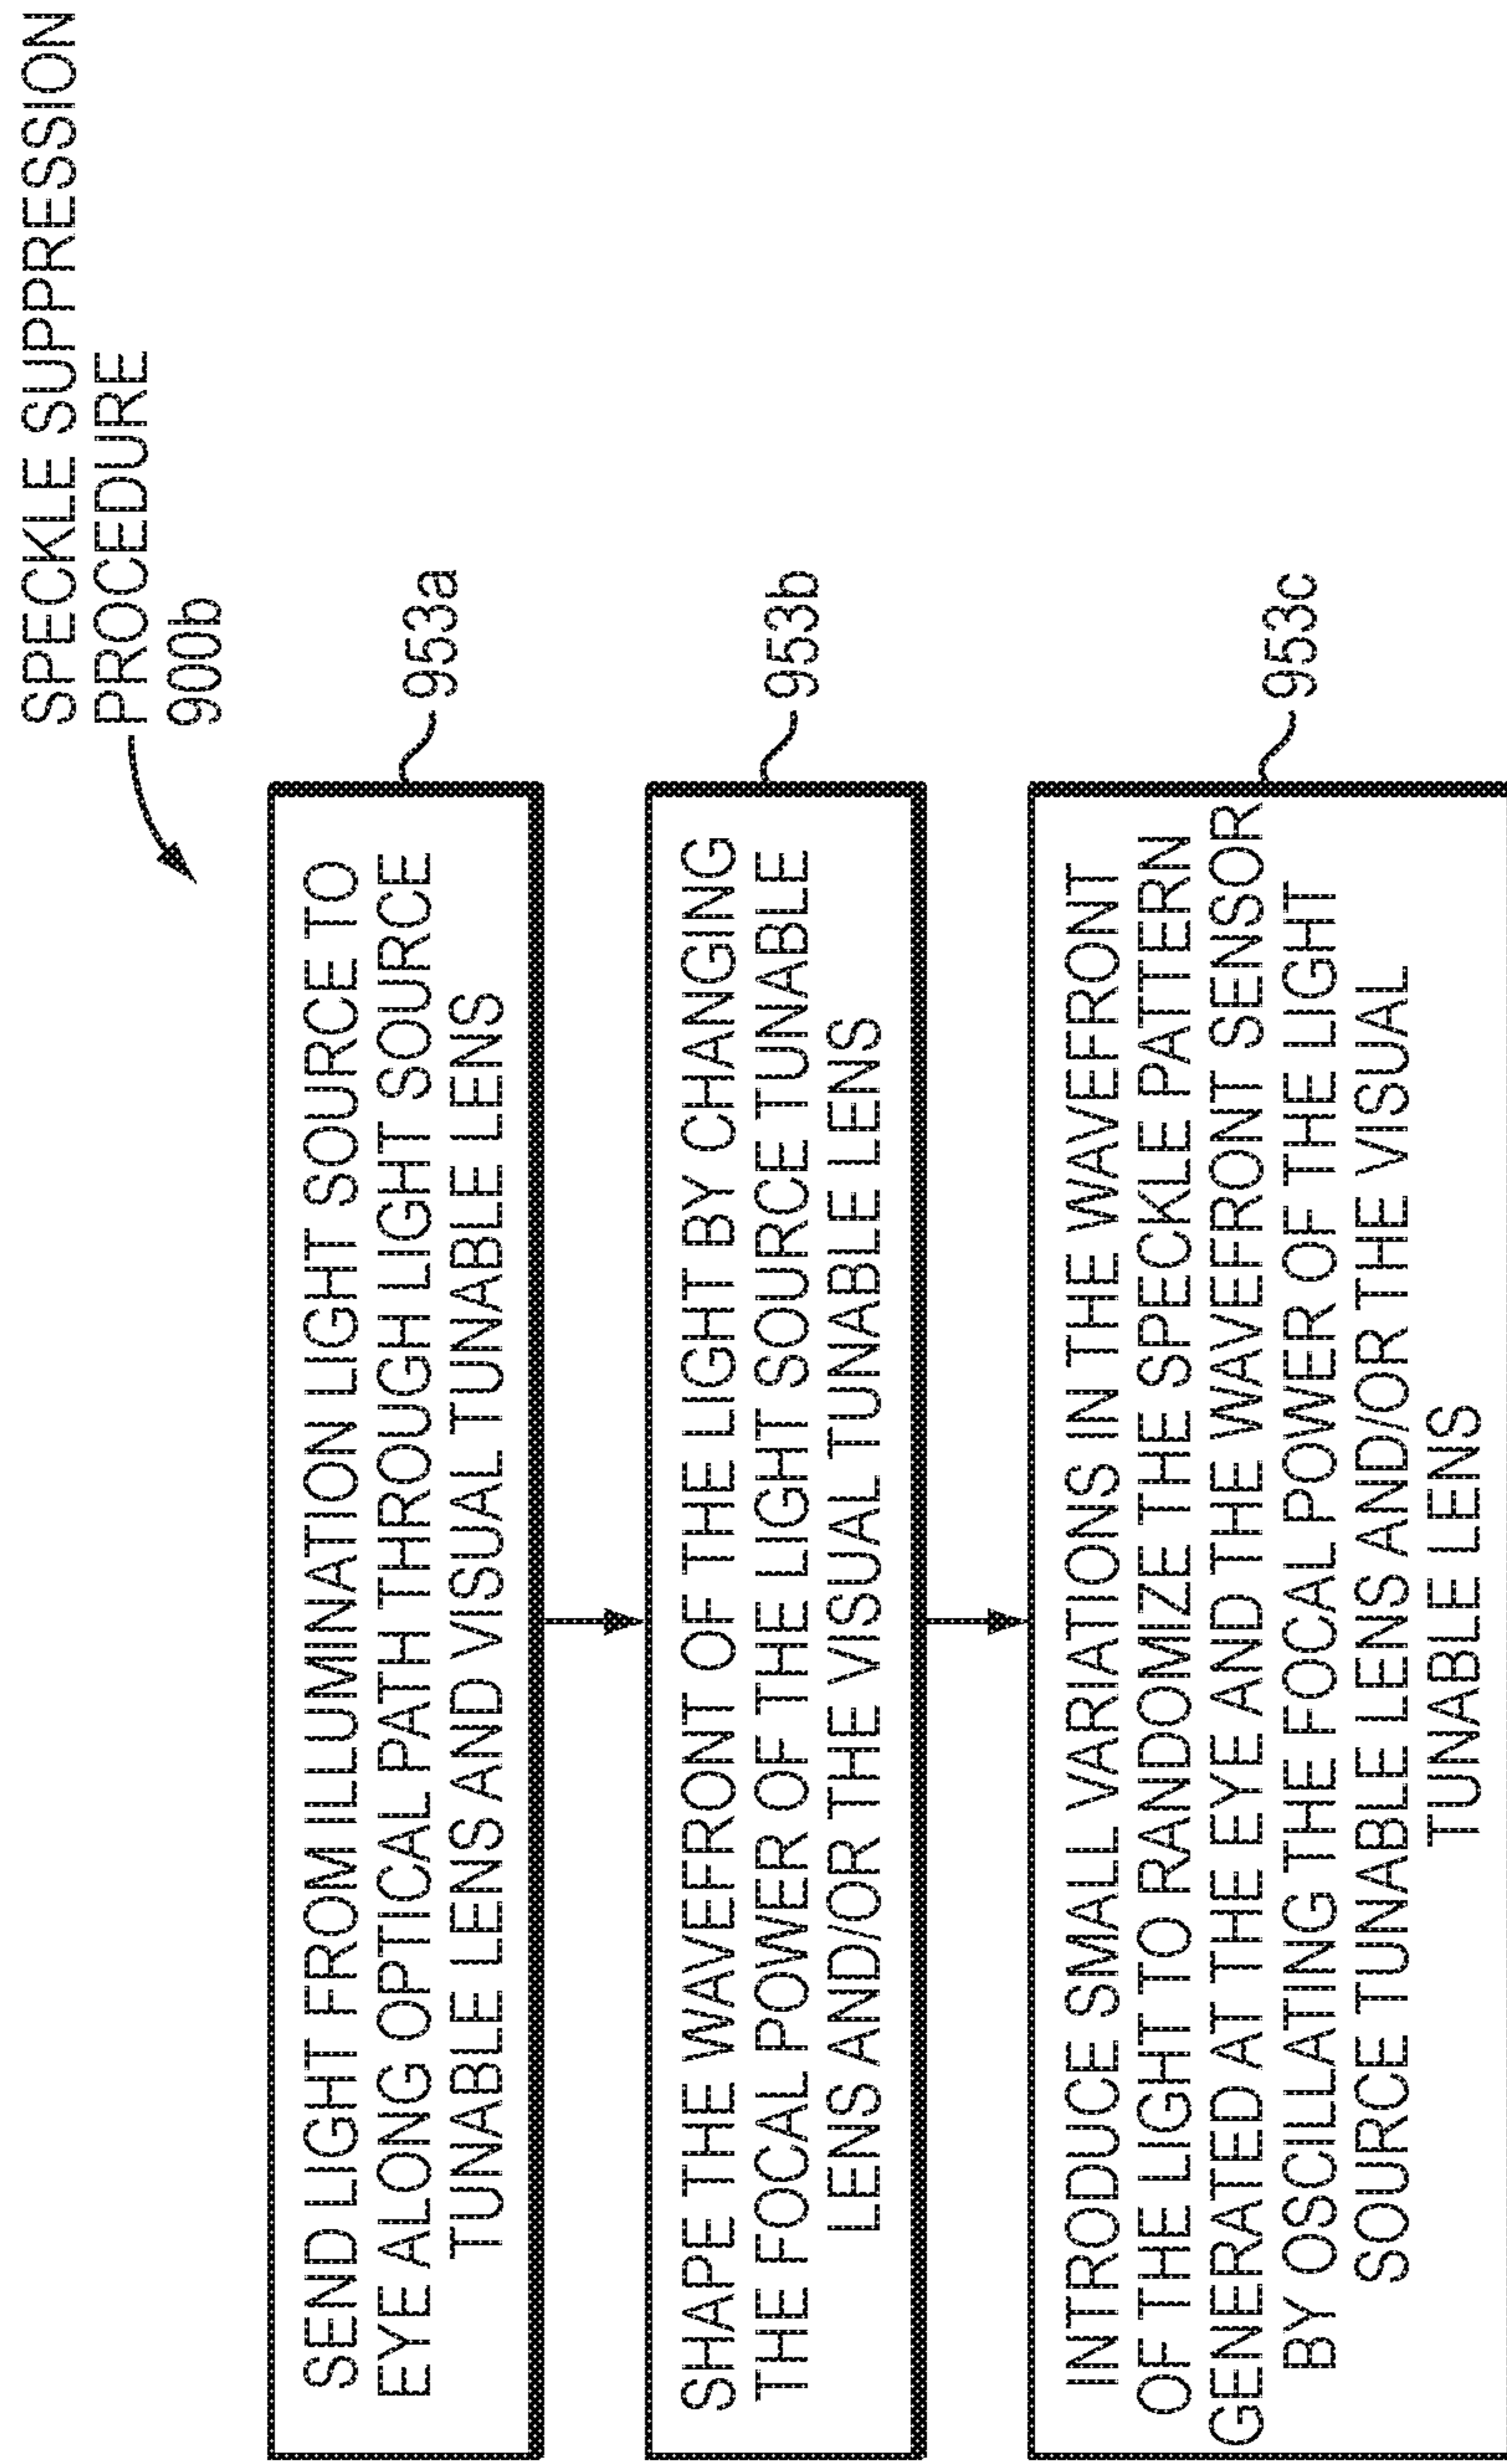 SPECKLE SUPPRESSION
PROCEDURE
900b
SEND LIGHT FROM ILLUMINATION LIGHT SOURCE TO
EYE ALONG OPTICAL PATH THROUGH LIGHT SOURCE
TUNABLE LENS AND VISUAL TUNABLE LENS
953a
SHAPE THE WAVEFRONT OF THE LIGHT BY CHANGING
THE FOCAL POWER OF THE LIGHT SOURCE TUNABLE
LENS AND/OR THE VISUAL TUNABLE LENS
953b
INTRODUCE SMALL VARIATIONS IN THE WAVEFRONT
OF THE LIGHT TO RANDOMIZE THE SPECKLE PATTERN
GENERATED AT THE EYE AND THE WAVEFRONT SENSOR
BY OSCILLATING THE FOCAL POWER OF THE LIGHT
SOURCE TUNABLE LENS AND/OR THE VISUAL
TUNABLE LENS
953c